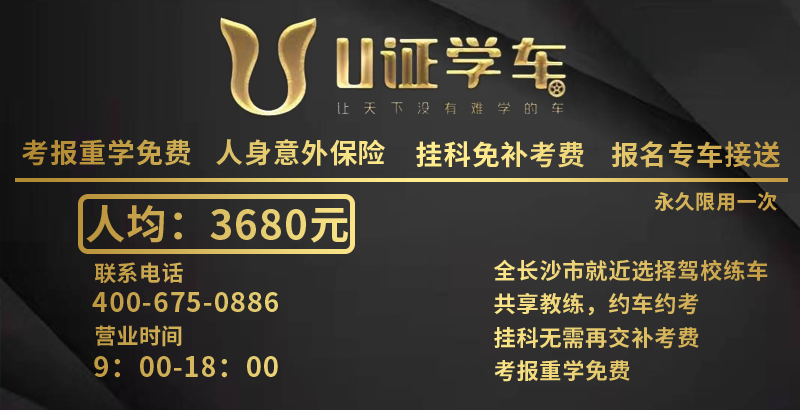 U证学车
让天下没有难学的车
考报重学免费 人身意外保险 挂科免补考费 报名专车接送
永久限用一次
人均：3680元
联系电话
400-675-0886
营业时间
9：00-18：00
全长沙市就近选择驾校练车
共享教练，约车约考
挂科无需再交补考费
考报重学免费